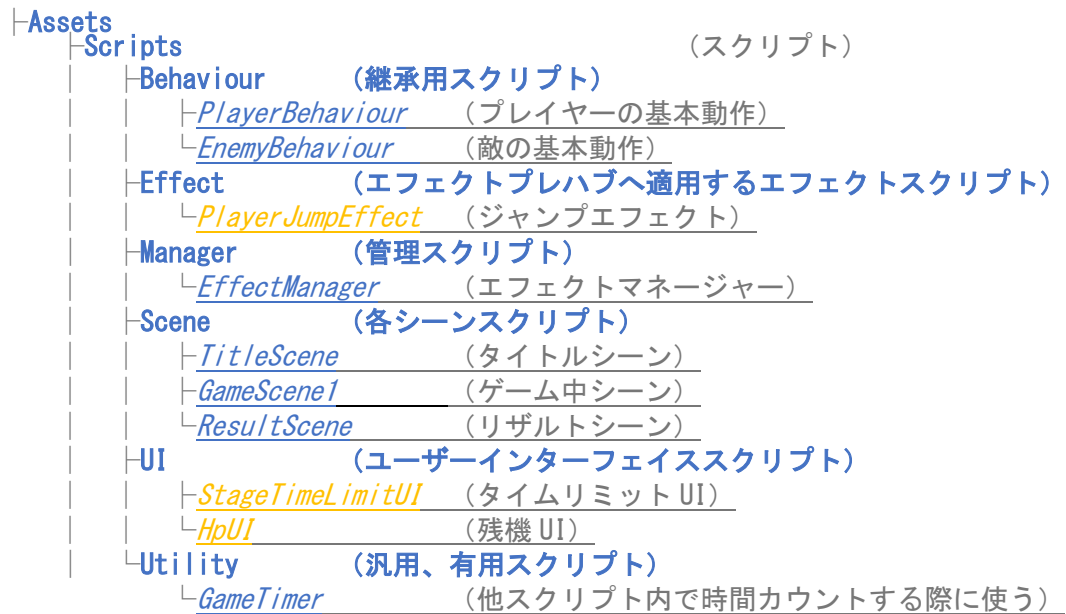 ├Assets
├Scripts （スクリプト）
│ ├Behaviour （継承用スクリプト）
│ │ ├PlayerBehaviour （プレイヤーの基本動作）
│ │ └EnemyBehaviour （敵の基本動作）
│ ├Effect （エフェクトプレハブへ適用するエフェクトスクリプト）
│ │ └PlayerJumpEffect （ジャンプエフェクト）
│ ├Manager （管理スクリプト）
│ │ └EffectManager （エフェクトマネージャー）
│ ├Scene （各シーンスクリプト）
│ │ ├TitleScene （タイトルシーン）
│ │ ├GameScene1 （ゲーム中シーン）
│ │ └ResultScene （リザルトシーン）
│ ├UI （ユーザーインターフェイススクリプト）
│ │ ├StageTimeLimitUI （タイムリミット UI）
│ │ └HpUI （残機 UI）
│ └Utility （汎用、有用スクリプト）
└GameTimer （他スクリプト内で時間カウントする際に使う）